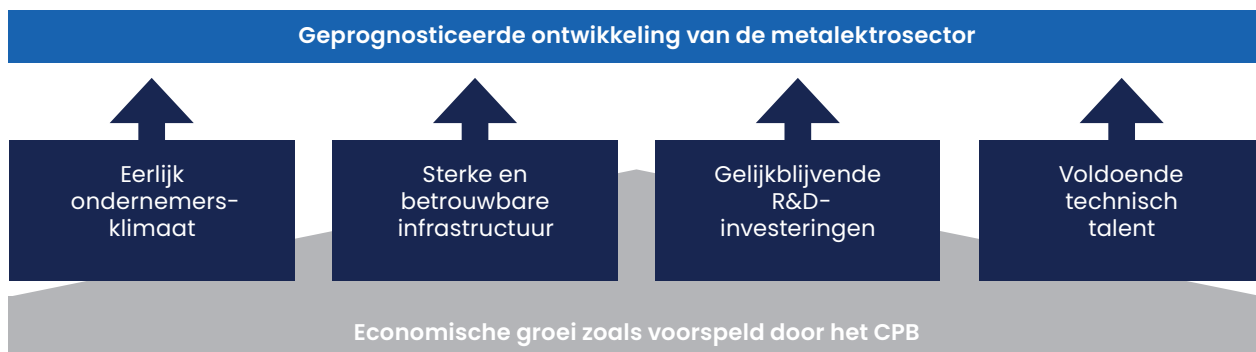 Geprognosticeerde ontwikkeling van de metalektrosector
Eerlijk
ondernemers-
klimaat
Sterke en
betrouwbare
infrastructuur
Gelijkblijvende
R&D-
investeringen
Voldoende
technisch
talent
Economische groei zoals voorspeld door het CPB